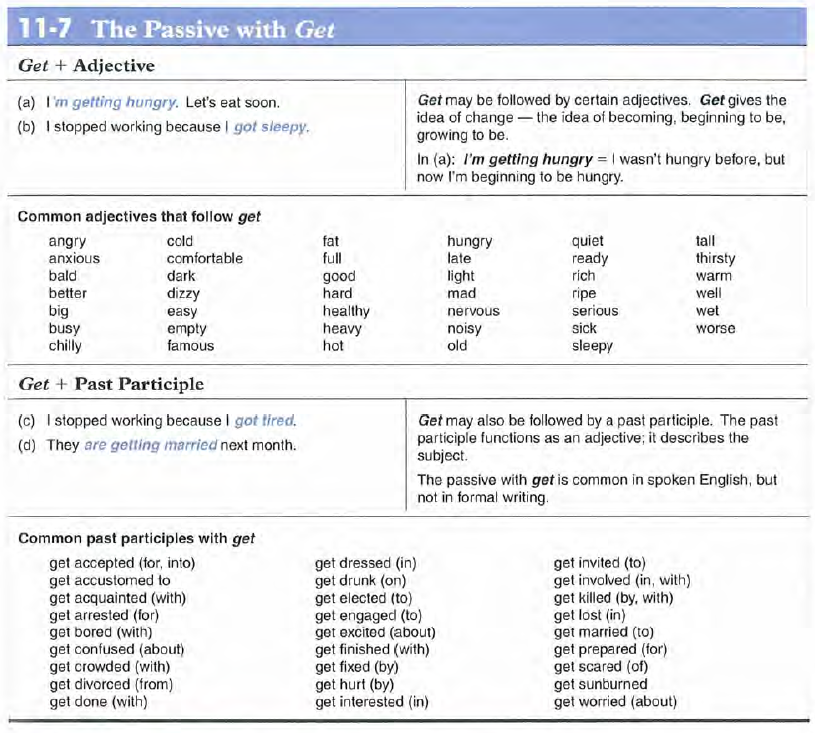 11-7 The Passive with Get
Get + Adjective
(a) I'm getting hungry. Let's eat soon.
(b) I stopped working because I got sleepy.
Get may be followed by certain adjectives. Get gives the
idea of change — the idea of becoming, beginning to be,
growing to be.
In (a): I'm getting hungry = I wasn't hungry before, but
now I'm beginning to be hungry.
Common adjectives that follow get
angry cold fat hungry quiet tall
anxious comfortable full late ready thirsty
bald dark good light rich warm
better dizzy hard mad ripe well
big easy healthy nervous serious wet
busy empty heavy noisy sick worse
chilly famous hot old sleepy
Get + Past Participle
(c) I stopped working because I got tired.
(d) They are getting married next month.
Get may also be followed by a past participle. The past
participle functions as an adjective; it describes the
subject.
The passive with get is common in spoken English, but
not in formal writing.
Common past participles with get
get accepted (for, into) get dressed (in) get invited (to)
get accustomed to get drunk (on) get involved (in, with)
get acquainted (with) get elected (to) get killed (by, with)
get arrested (for) get engaged (to) get lost (in)
get bored (with) get excited (about) get married (to)
get confused (about) get finished (with) get prepared (for)
get crowded (with) get fixed (by) get scared (of)
get divorced (from) get hurt (by) get sunburned
get done (with) get interested (in) get worried (about)